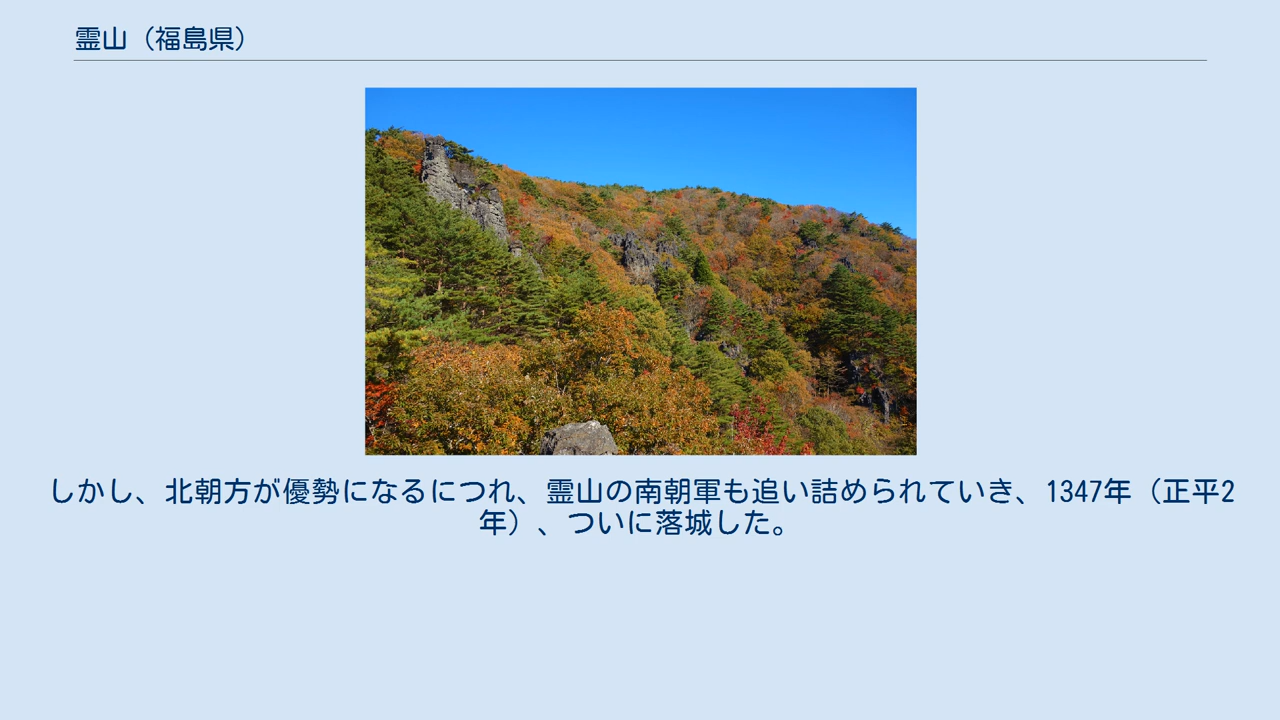 霊山（福島県）
しかし、北朝方が優勢になるにつれ、霊山の南朝軍も追い詰められていき、1347年（正平2
年）、ついに落城した。